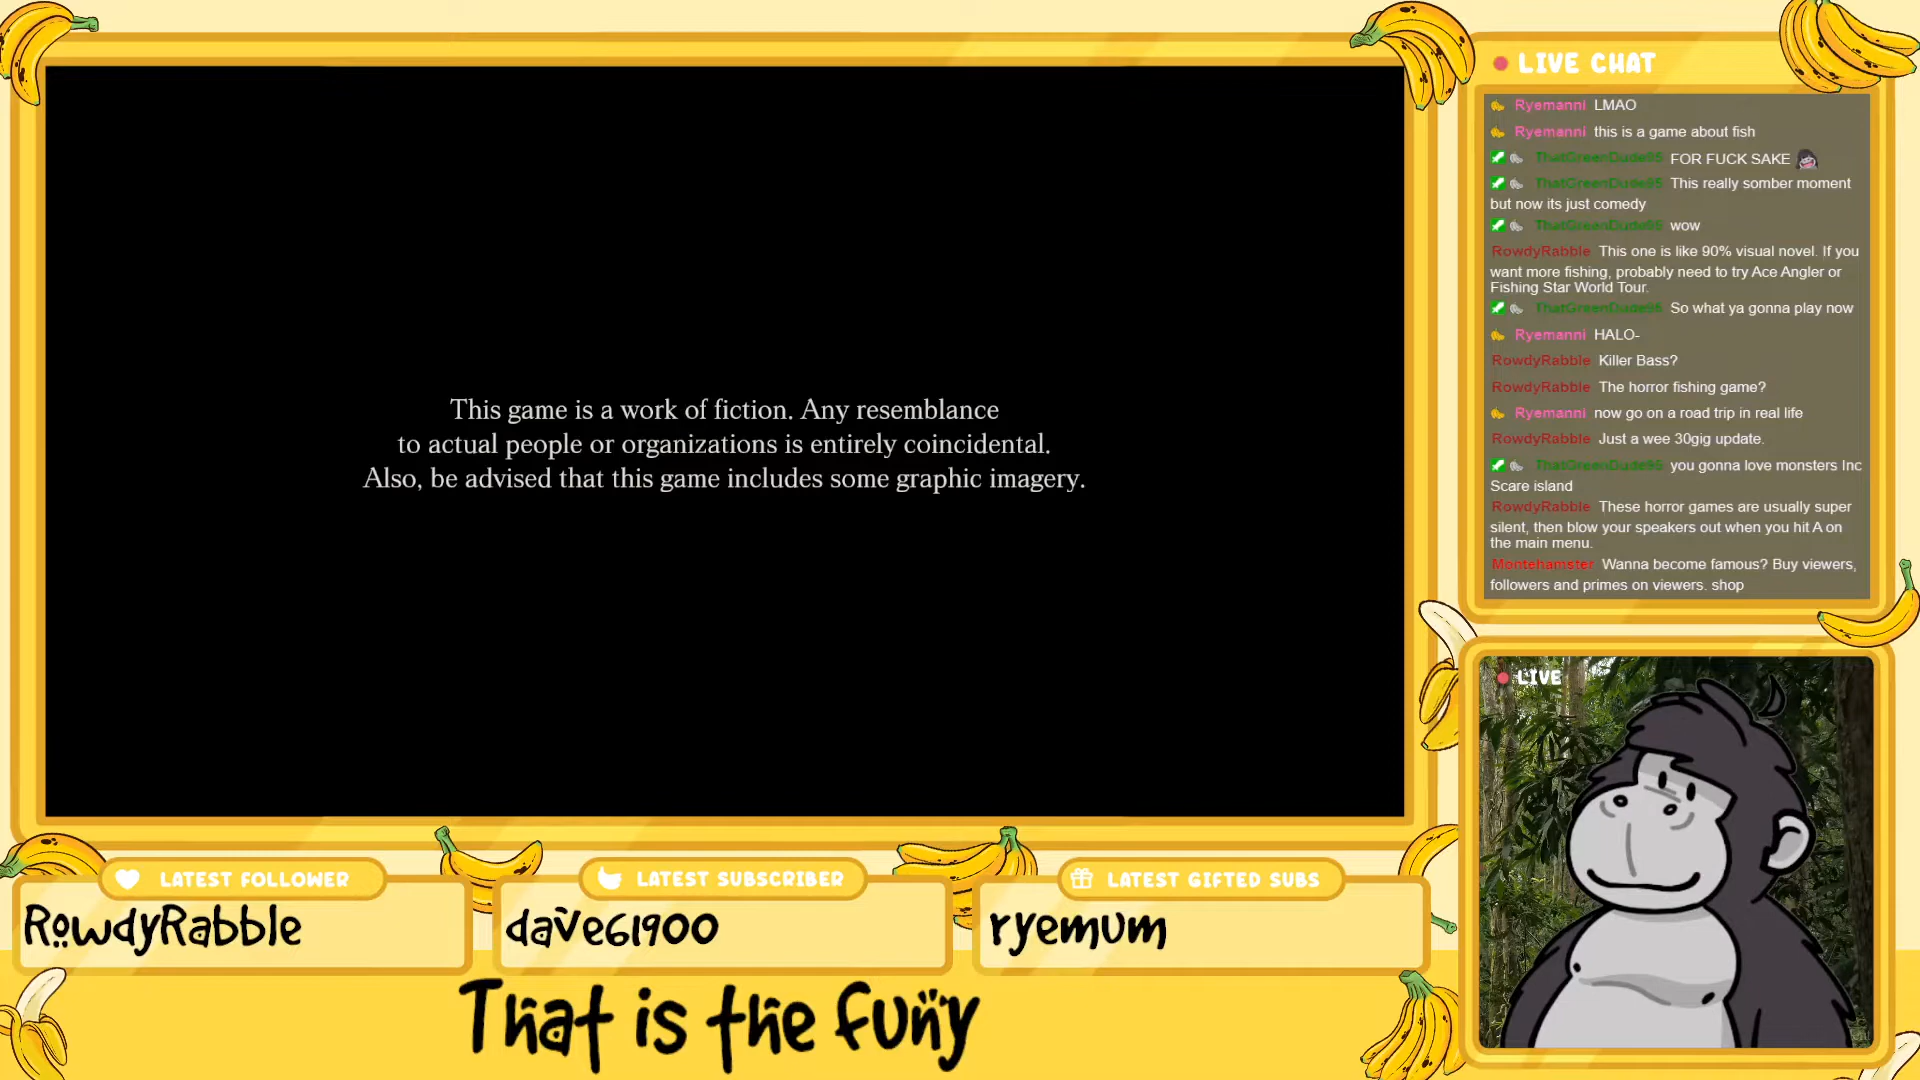 LIVE CHAT
Ryemanni LMAO
Ryemanni this is a game about fish
ThatGreenDude95 FOR FUCK SAKE
ThatGreenDude95 This really somber moment
but now its just comedy
ThatGreenDude95 wow
RowdyRabble This one is like 90% visual novel. If you
want more fishing, probably need to try Ace Angler or
Fishing Star World Tour.
ThatGreenDude95 So what ya gonna play now
Ryemanni HALO-
RowdyRabble Killer Bass?
RowdyRabble The horror fishing game?
Ryemanni now go on a road trip in real life
RowdyRabble Just a wee 30gig update.
ThatGreenDude95 you gonna love monsters Inc
Scare island
RowdyRabble These horror games are usually super
silent, then blow your speakers out when you hit A on
the main menu.
Montehamster Wanna become famous? Buy viewers,
followers and primes on viewers. shop
This game is a work of fiction. Any resemblance
to actual people or organizations is entirely coincidental.
Also, be advised that this game includes some graphic imagery.
LIVE
LATEST FOLLOWER
RowdyRabble
LATEST SUBSCRIBER
dave61900
LATEST GIFTED SUBS
ryemum
That is the funy